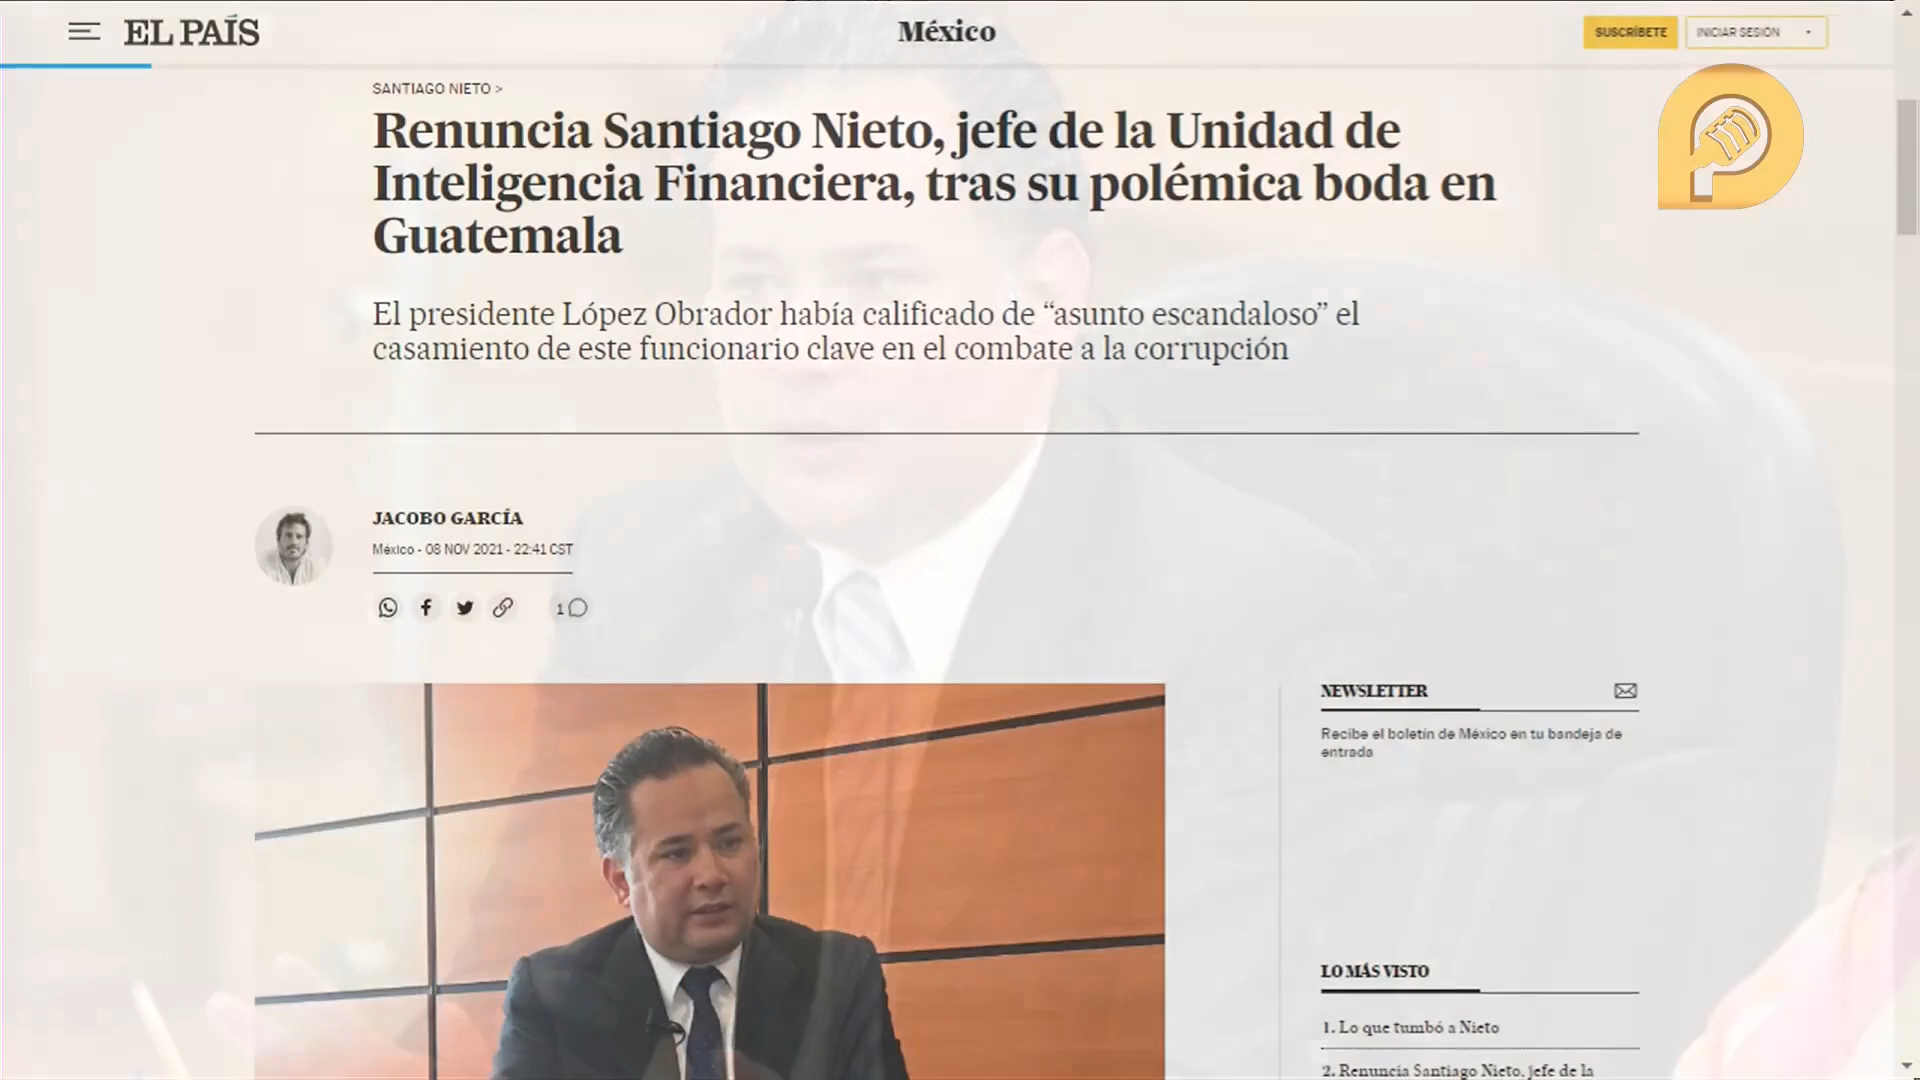 EL PAÍS
México
SUSCRÍBETE
INICIAR SESIÓN
SANTIAGO NIETO >
Renuncia Santiago Nieto, jefe de la Unidad de
Inteligencia Financiera, tras su polémica boda en
Guatemala
El presidente López Obrador había calificado de “asunto escandaloso” el
casamiento de este funcionario clave en el combate a la corrupción
JACOBO GARCÍA
México - 08 NOV 2021 - 22:41 CST
1
NEWSLETTER
Recibe el boletín de México en tu bandeja de
entrada
LO MÁS VISTO
1. Lo que tumbó a Nieto
2. Renuncia Santiago Nieto, jefe de la